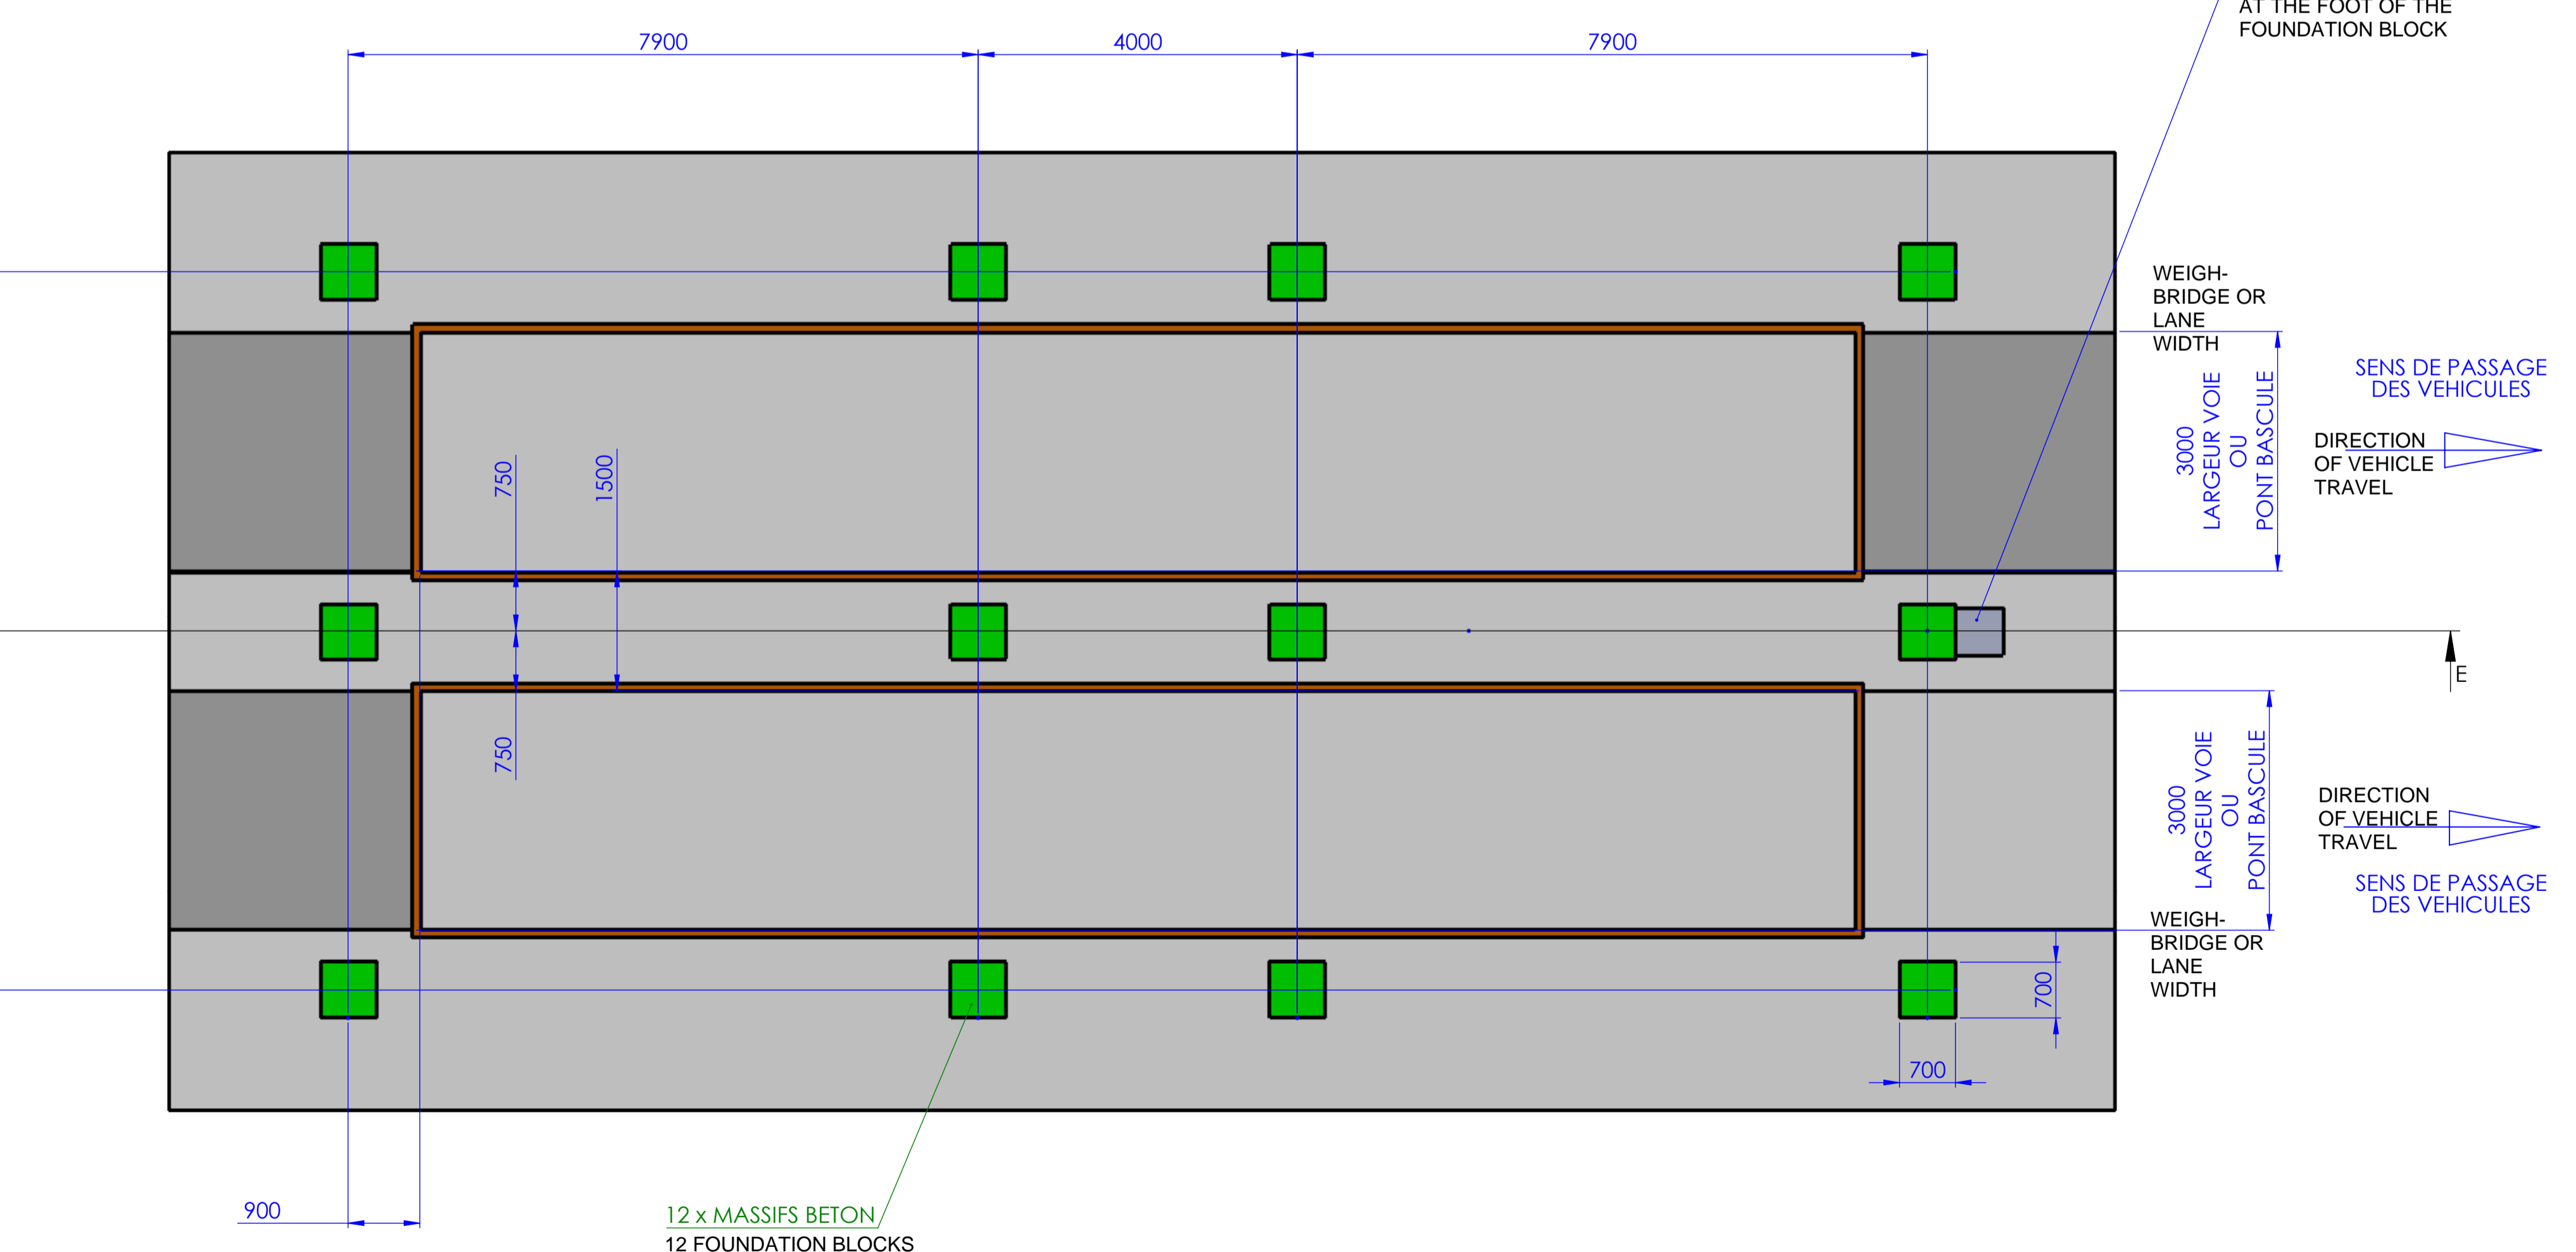 AT THE FOOT OF THE
FOUNDATION BLOCK
7900
4000
7900
WEIGH-
BRIDGE OR
LANE
WIDTH
3000
LARGEUR VOIE
OU
PONT BASCULE
SENS DE PASSAGE
DES VEHICULES
DIRECTION
OF VEHICLE
TRAVEL
750
1500
750
E
3000
LARGEUR VOIE
OU
PONT BASCULE
DIRECTION
OF VEHICLE
TRAVEL
SENS DE PASSAGE
DES VEHICULES
WEIGH-
BRIDGE OR
LANE
WIDTH
700
700
900
12 x MASSIFS BETON
12 FOUNDATION BLOCKS